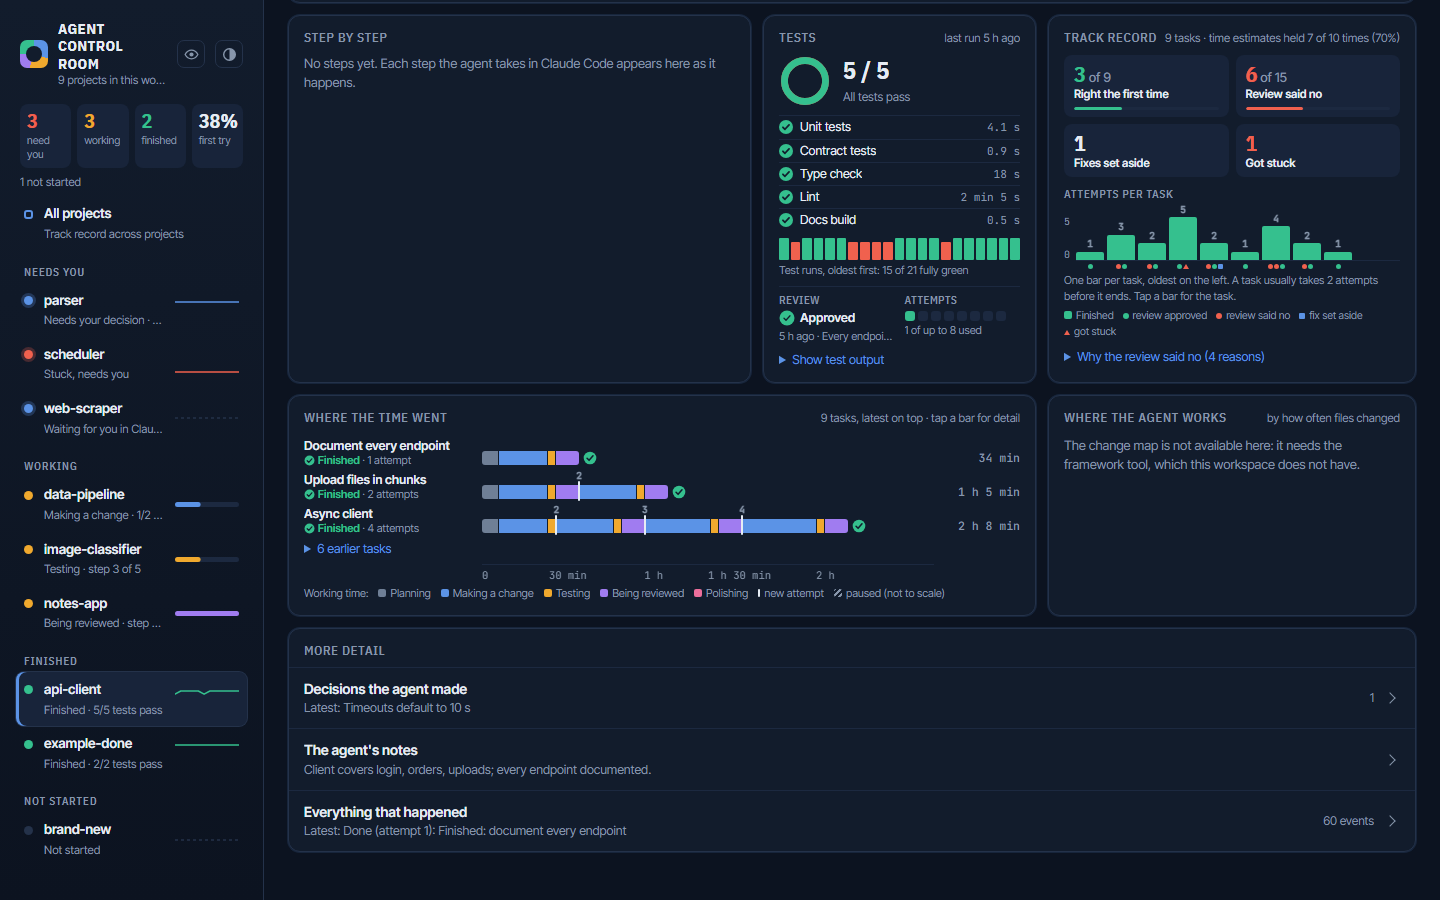 AGENT
CONTROL
ROOM
9 projects in this wo...
3
need
you
3
working
2
finished
38%
first try
1 not started
All projects
Track record across projects
NEEDS YOU
parser
Needs your decision · ...
scheduler
Stuck, needs you
web-scraper
Waiting for you in Clau...
WORKING
data-pipeline
Making a change · 1/2 ...
image-classifier
Testing · step 3 of 5
notes-app
Being reviewed · step ...
FINISHED
api-client
Finished · 5/5 tests pass
example-done
Finished · 2/2 tests pass
NOT STARTED
brand-new
Not started
STEP BY STEP
No steps yet. Each step the agent takes in Claude Code appears here as it
happens.
TESTS
last run 5 h ago
5 / 5
All tests pass
Unit tests 4.1 s
Contract tests 0.9 s
Type check 18 s
Lint 2 min 5 s
Docs build 0.5 s
Test runs, oldest first: 15 of 21 fully green
REVIEW
Approved
5 h ago · Every endpoi...
ATTEMPTS
1 of up to 8 used
Show test output
TRACK RECORD
9 tasks · time estimates held 7 of 10 times (70%)
3 of 9
Right the first time
6 of 15
Review said no
1
Fixes set aside
1
Got stuck
ATTEMPTS PER TASK
5
0
1 3 2 5 2 1 4 2 1
One bar per task, oldest on the left. A task usually takes 2 attempts
before it ends. Tap a bar for the task.
Finished review approved review said no fix set aside
got stuck
Why the review said no (4 reasons)
WHERE THE TIME WENT
9 tasks, latest on top · tap a bar for detail
Document every endpoint
Finished · 1 attempt
34 min
Upload files in chunks
Finished · 2 attempts
2
1 h 5 min
Async client
Finished · 4 attempts
2 3 4
2 h 8 min
6 earlier tasks
0 30 min 1 h 1 h 30 min 2 h
Working time: Planning Making a change Testing Being reviewed Polishing new attempt paused (not to scale)
WHERE THE AGENT WORKS
by how often files changed
The change map is not available here: it needs the
framework tool, which this workspace does not have.
MORE DETAIL
Decisions the agent made
Latest: Timeouts default to 10 s
1
The agent's notes
Client covers login, orders, uploads; every endpoint documented.
Everything that happened
Latest: Done (attempt 1): Finished: document every endpoint
60 events